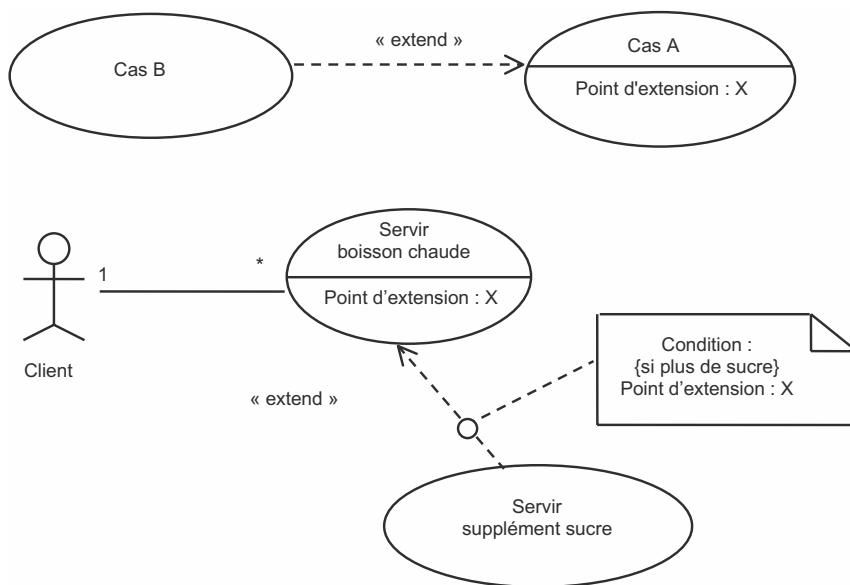 « extend »
Cas B
Cas A
Point d'extension : X
Servir
boisson chaude
1
*
Point d’extension : X
Client
« extend »
Condition :
{si plus de sucre}
Point d’extension : X
Servir
supplément sucre